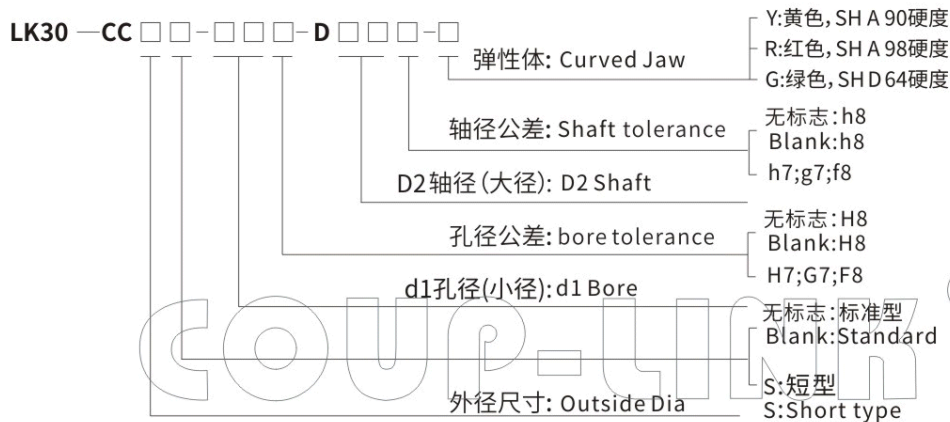 LK30 —CC□□-□□□-D□□□-□
Y:黄色,SH A 90硬度
R:红色,SH A 98硬度
弹性体: Curved Jaw
G:绿色,SH D 64硬度
无标志:h8
轴径公差: Shaft tolerance
Blank:h8
h7;g7;f8
D2轴径(大径): D2 Shaft
无标志:H8
孔径公差: bore tolerance
Blank:H8
H7;G7;F8
d1孔径(小径):d1 Bore
无标志:标准型
Blank:Standard
COUP-LINK
S:短型
外径尺寸: Outside Dia
S:Short type